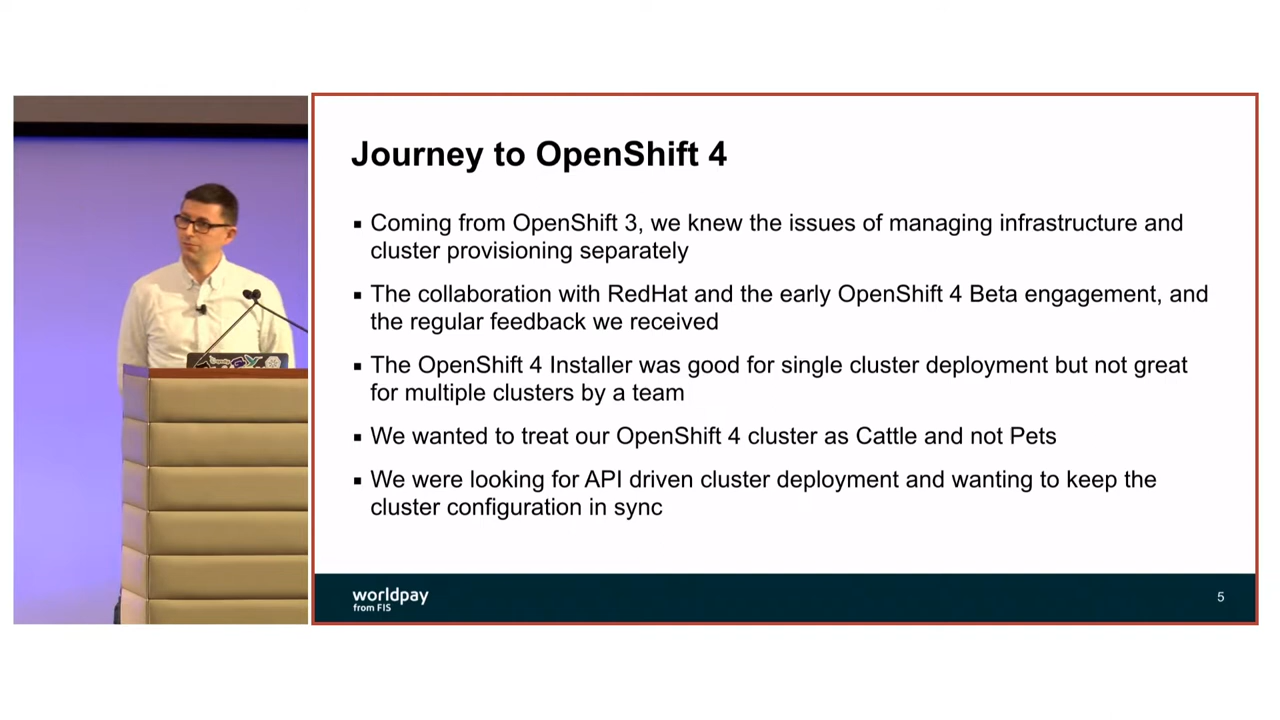 Journey to OpenShift 4
▪ Coming from OpenShift 3, we knew the issues of managing infrastructure and
cluster provisioning separately
▪ The collaboration with RedHat and the early OpenShift 4 Beta engagement, and
the regular feedback we received
▪ The OpenShift 4 Installer was good for single cluster deployment but not great
for multiple clusters by a team
▪ We wanted to treat our OpenShift 4 cluster as Cattle and not Pets
▪ We were looking for API driven cluster deployment and wanting to keep the
cluster configuration in sync
worldpay
from FIS
5